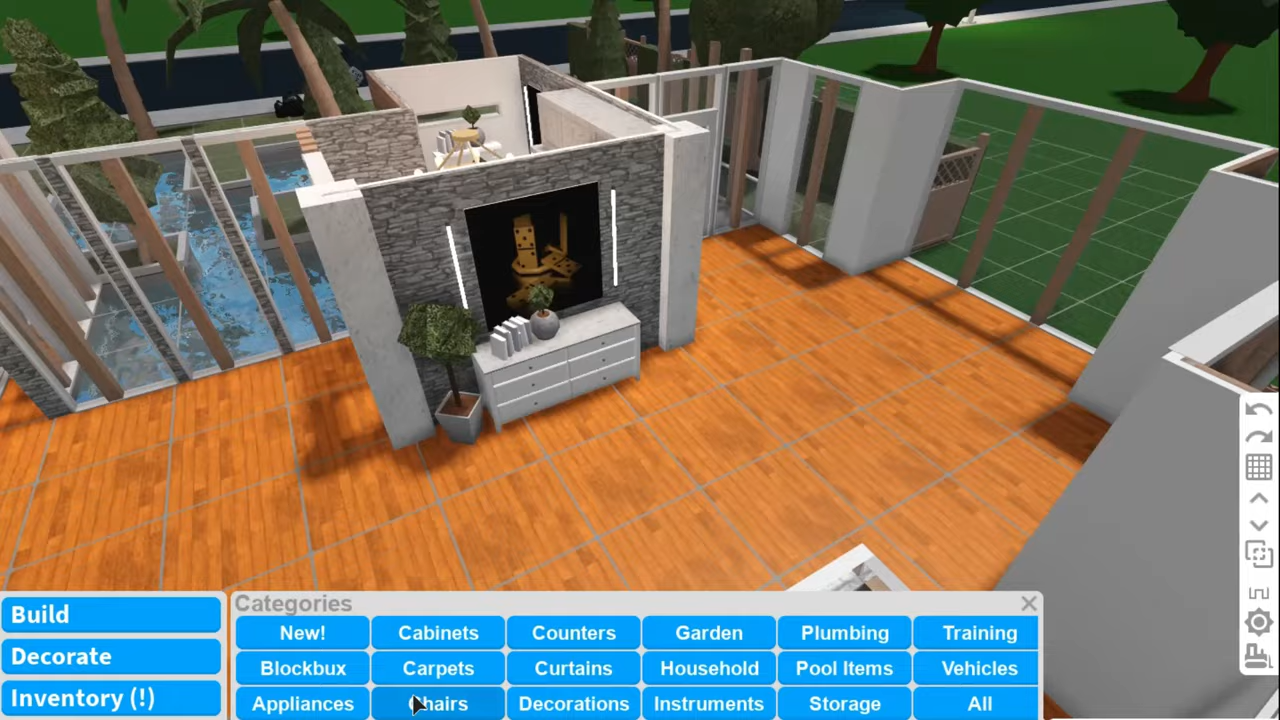 Build
Decorate
Inventory (!)
Categories
New! Cabinets Counters Garden Plumbing Training
Blockbux Carpets Curtains Household Pool Items Vehicles
Appliances Chairs Decorations Instruments Storage All